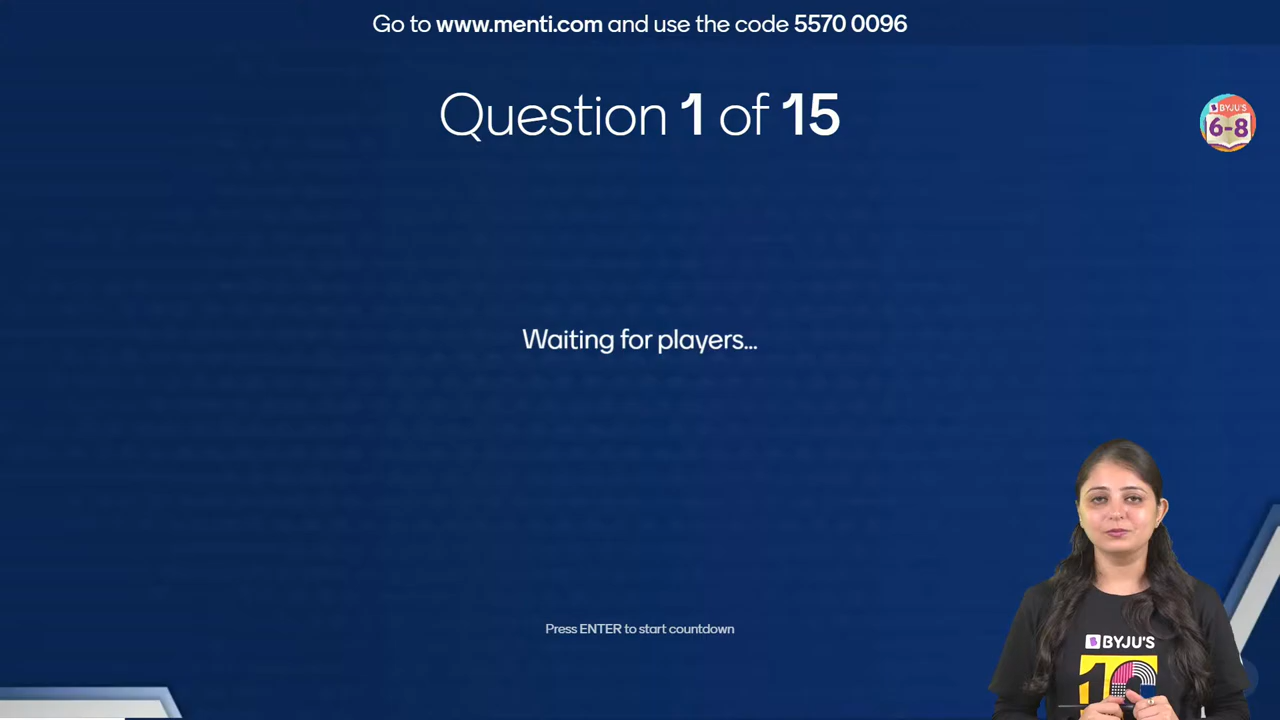 Go to www.menti.com and use the code 5570 0096
Question 1 of 15
BYJU'S
6-8
Waiting for players...
Press ENTER to start countdown
BYJU'S
10